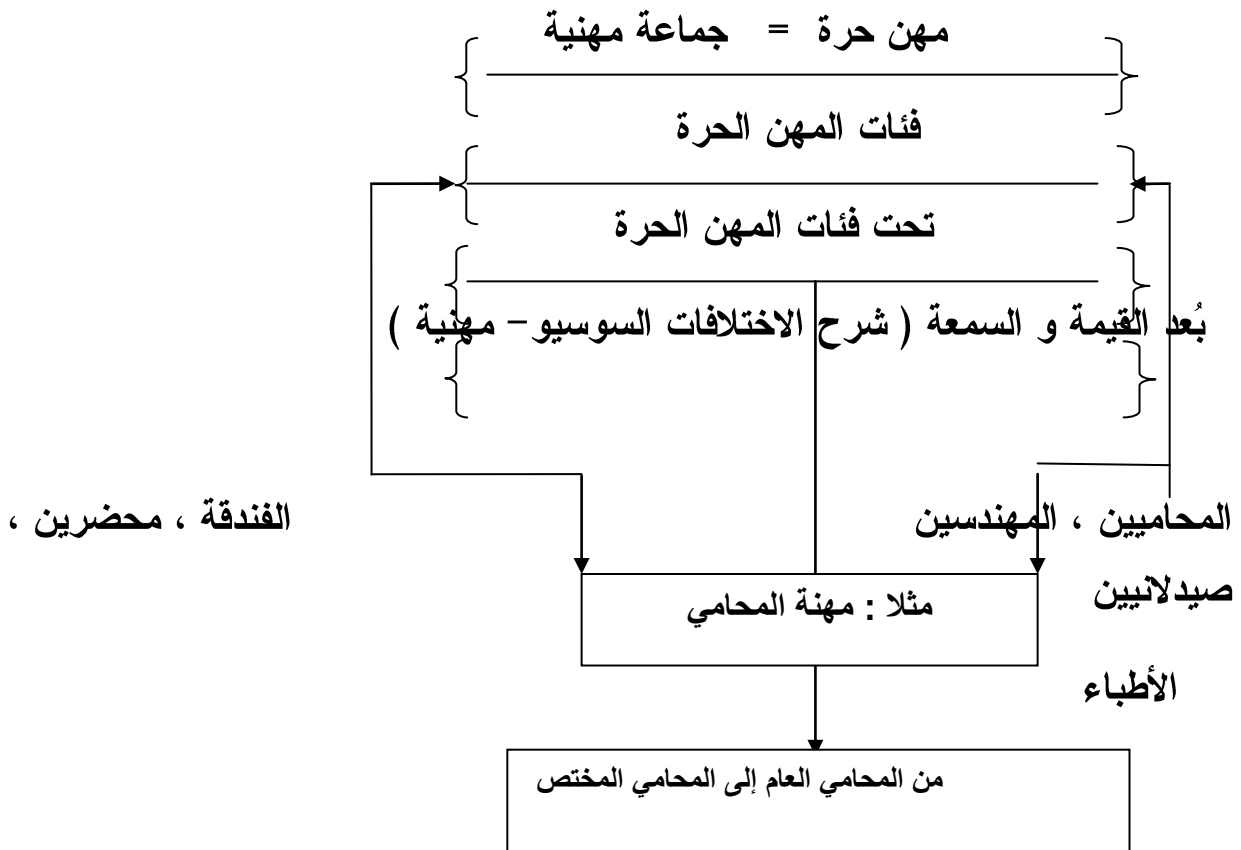 مهن حرة = جماعة مهنية
فئات المهن الحرة
تحت فئات المهن الحرة
بُعد القيمة و السمعة ( شرح الاختلافات السوسيو- مهنية )
المحاميين ، المهندسين
الفندقة ، محضرين ،
صيدلانيين
مثلا : مهنة المحامي
الأطباء
من المحامي العام إلى المحامي المختص